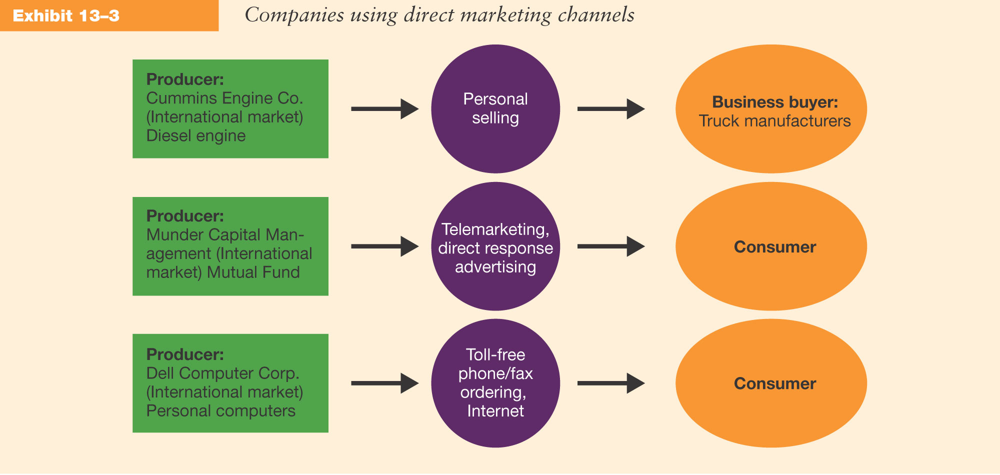 Exhibit 13–3
Companies using direct marketing channels
Producer:
Cummins Engine Co.
(International market)
Diesel engine
Personal
selling
Business buyer:
Truck manufacturers
Producer:
Munder Capital Man-
agement (International
market) Mutual Fund
Telemarketing,
direct response
advertising
Consumer
Producer:
Dell Computer Corp.
(International market)
Personal computers
Toll-free
phone/fax
ordering,
Internet
Consumer